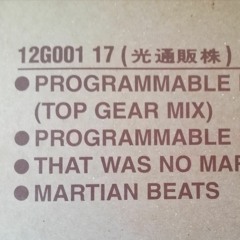 12G001 17 (光通販株)
●PROGRAMMABLE
(TOP GEAR MIX)
●PROGRAMMABLE
●THAT WAS NO MAR
●MARTIAN BEATS